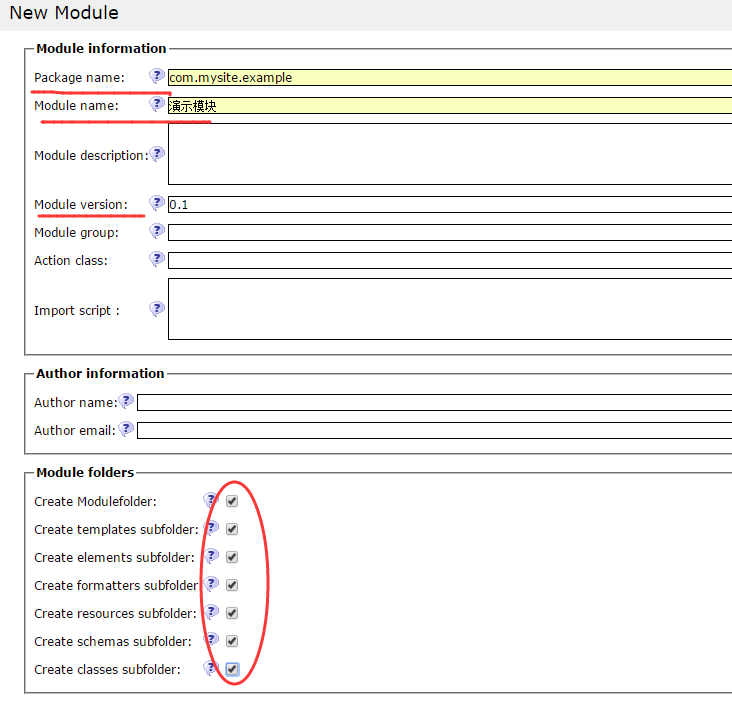 New Module
Module information
Package name: ? com.mysite.example
Module name: ? 演示模块
Module description: ?
Module version: ? 0.1
Module group: ?
Action class: ?
Import script : ?
Author information
Author name: ?
Author email: ?
Module folders
Create Modulefolder: ?
Create templates subfolder: ?
Create elements subfolder: ?
Create formatters subfolder ?
Create resources subfolder: ?
Create schemas subfolder: ?
Create classes subfolder: ?